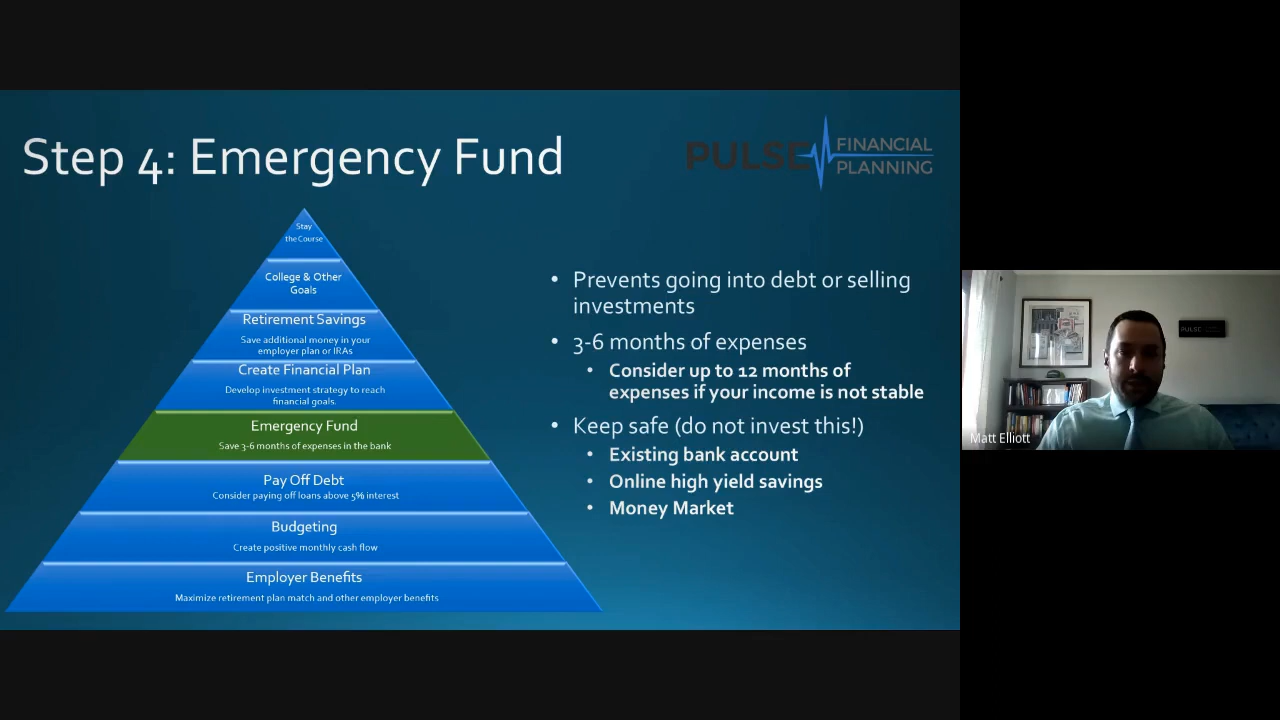 Step 4: Emergency Fund
PULSE
FINANCIAL
PLANNING
Stay
the Course
College & Other
Goals
Retirement Savings
Save additional money in your
employer plan or IRAs
Create Financial Plan
Develop investment strategy to reach
financial goals.
Emergency Fund
Save 3-6 months of expenses in the bank
Pay Off Debt
Consider paying off loans above 5% interest
Budgeting
Create positive monthly cash flow
Employer Benefits
Maximize retirement plan match and other employer benefits
• Prevents going into debt or selling
investments
• 3-6 months of expenses
• Consider up to 12 months of
expenses if your income is not stable
• Keep safe (do not invest this!)
• Existing bank account
• Online high yield savings
• Money Market
PULSE
Matt Elliott